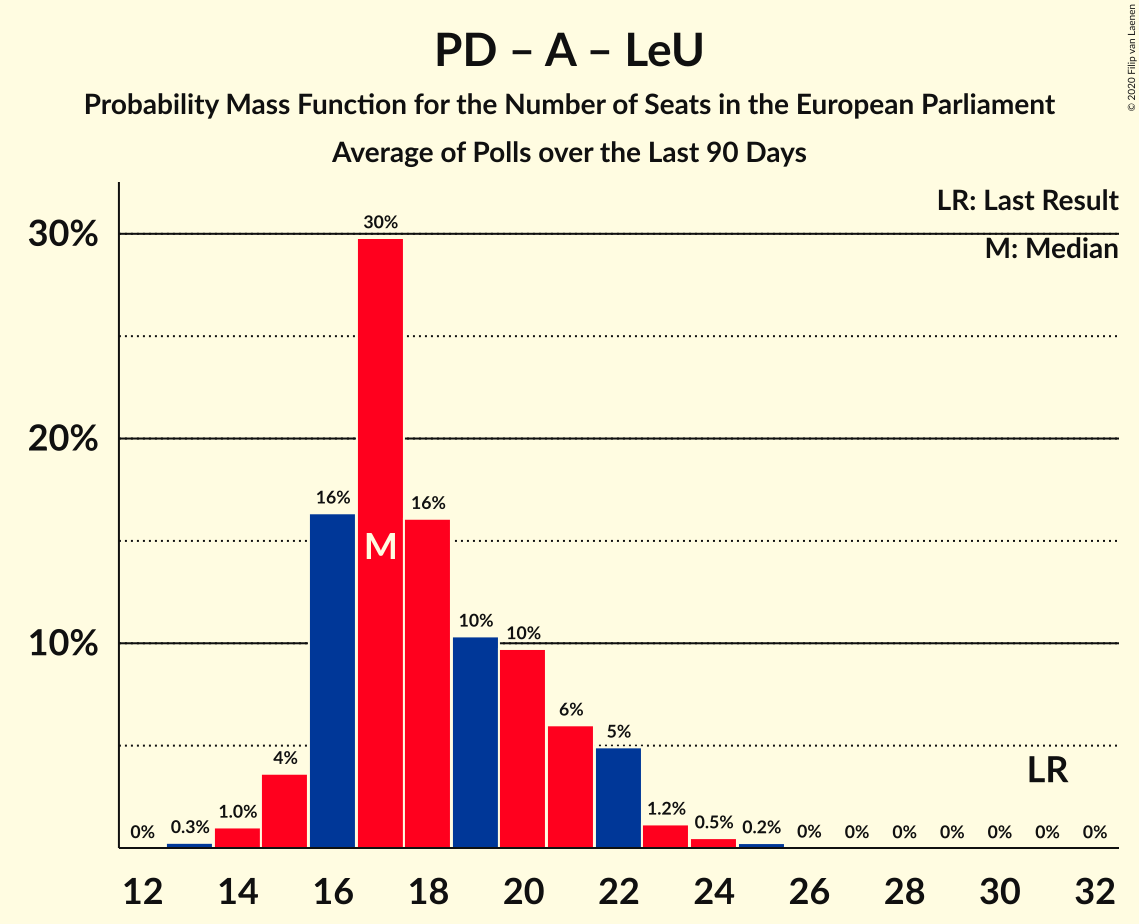 PD – A – LeU
Probability Mass Function for the Number of Seats in the European Parliament
Average of Polls over the Last 90 Days
© 2020 Filip van Laenen
LR: Last Result
M: Median
30%
20%
10%
0%
0.3%
1.0%
4%
16%
30%
16%
10%
10%
6%
5%
1.2%
0.5%
0.2%
0%
0%
0%
0%
0%
0%
0%
M
LR
12 14 16 18 20 22 24 26 28 30 32